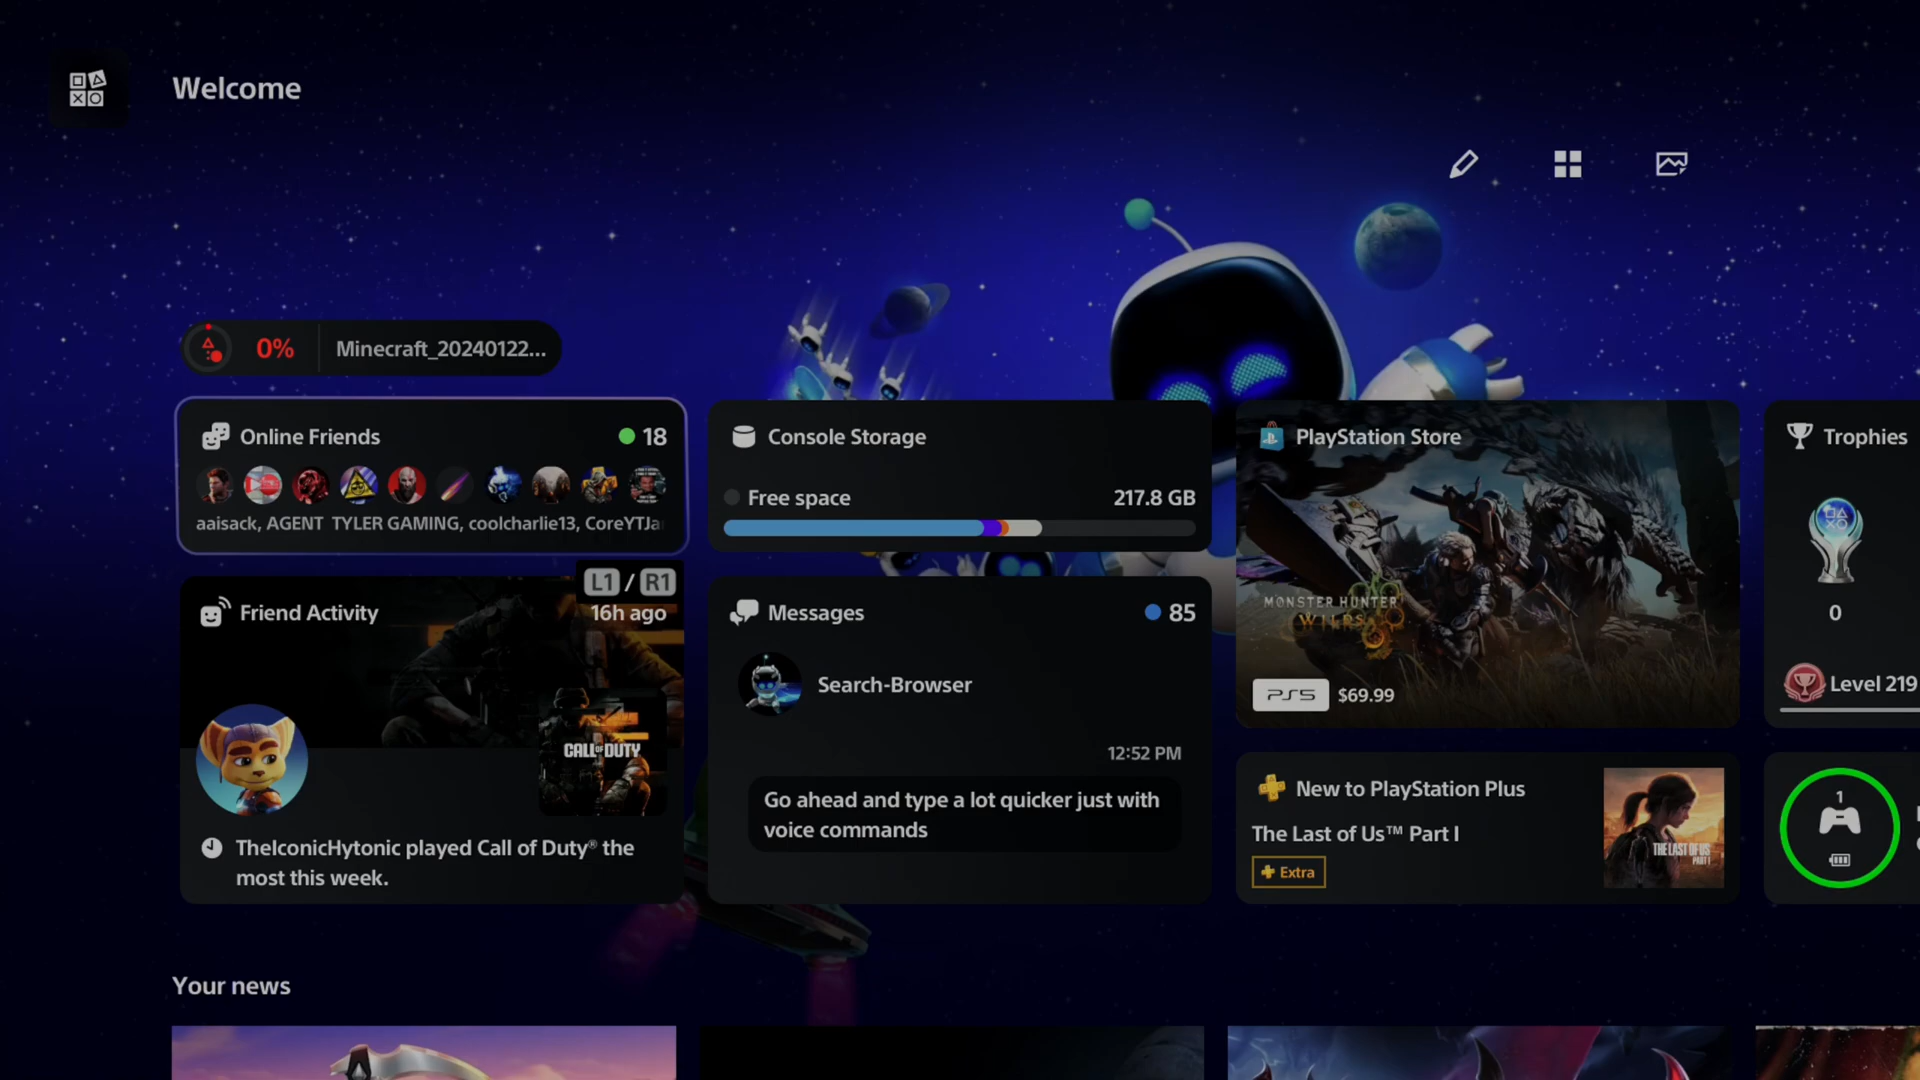 Welcome
0%
Minecraft_20240122...
Online Friends
18
aaisack, AGENT TYLER GAMING, coolcharlie13, CoreYTJa
L1 / R1
Friend Activity
16h ago
CALL OF DUTY
TheIconicHytonic played Call of Duty® the
most this week.
Console Storage
Free space
217.8 GB
Messages
85
Search-Browser
12:52 PM
Go ahead and type a lot quicker just with
voice commands
PlayStation Store
MONSTER HUNTER
WILDS
PS5
$69.99
New to PlayStation Plus
The Last of Us™ Part I
Extra
THE LAST OF US
PART I
Trophies
0
Level 219
1
Your news